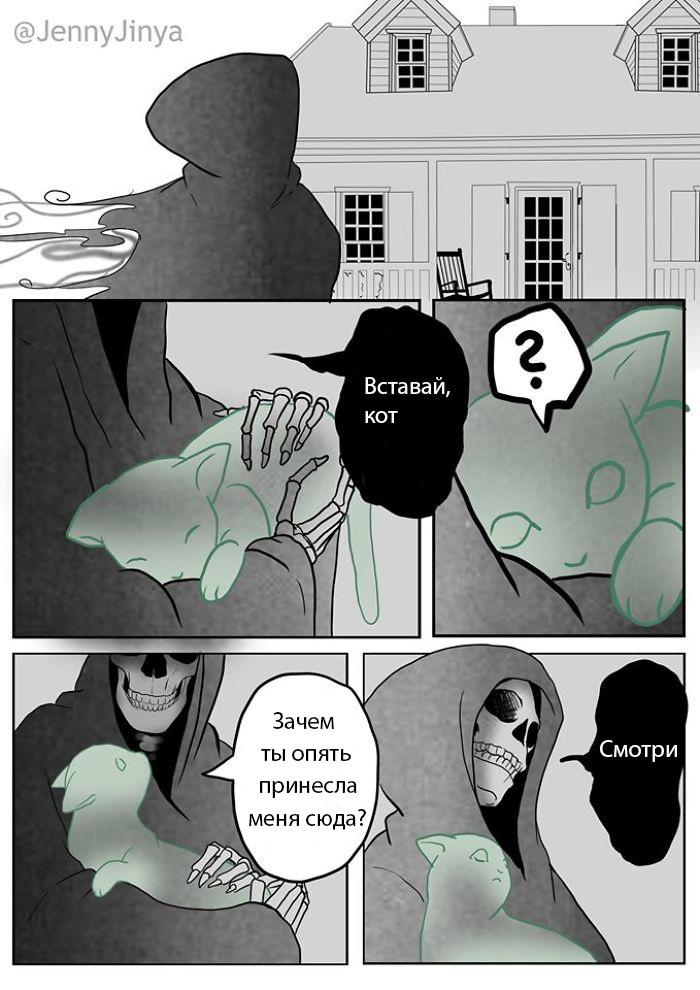 @JennyJinya
Вставай,
кот
?
Зачем
ты опять
принесла
меня сюда?
Смотри